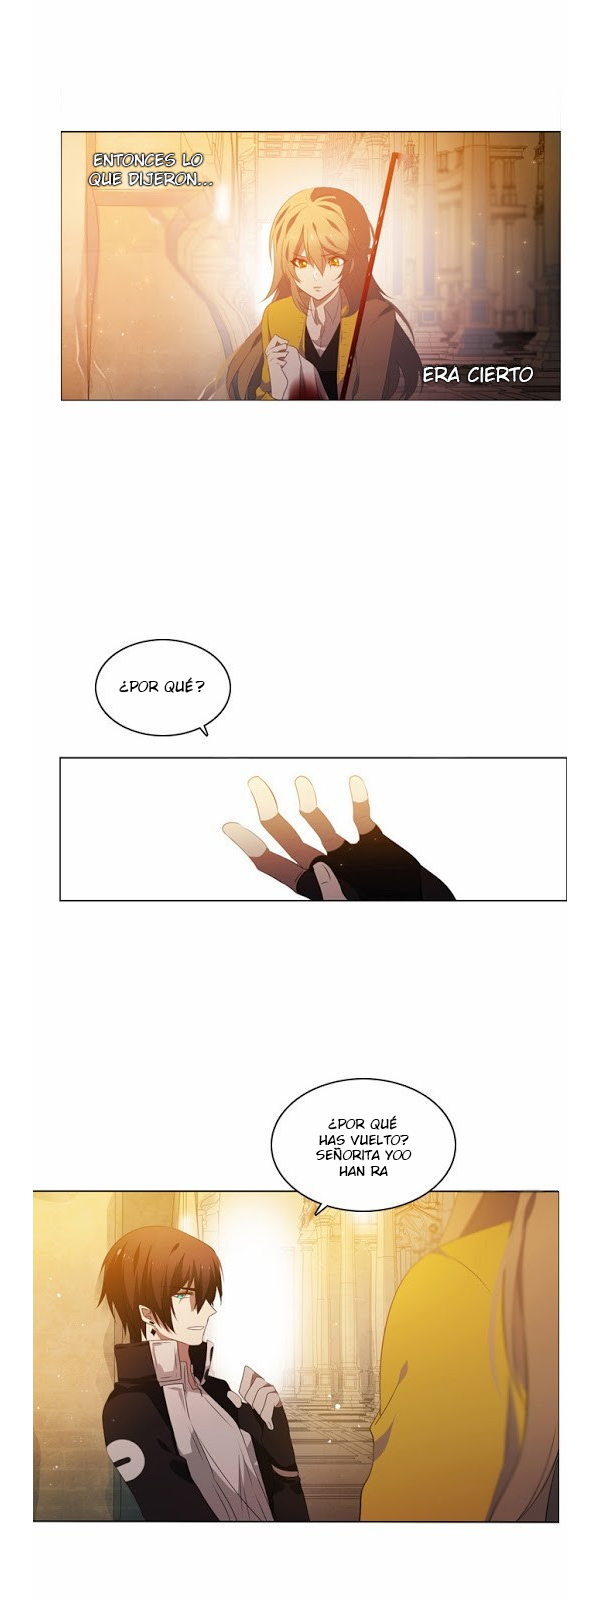 ENTONCES LO
QUE DIJERON...
ERA CIERTO
¿POR QUÉ?
¿POR QUÉ
HAS VUELTO?
SEÑORITA YOO
HAN RA